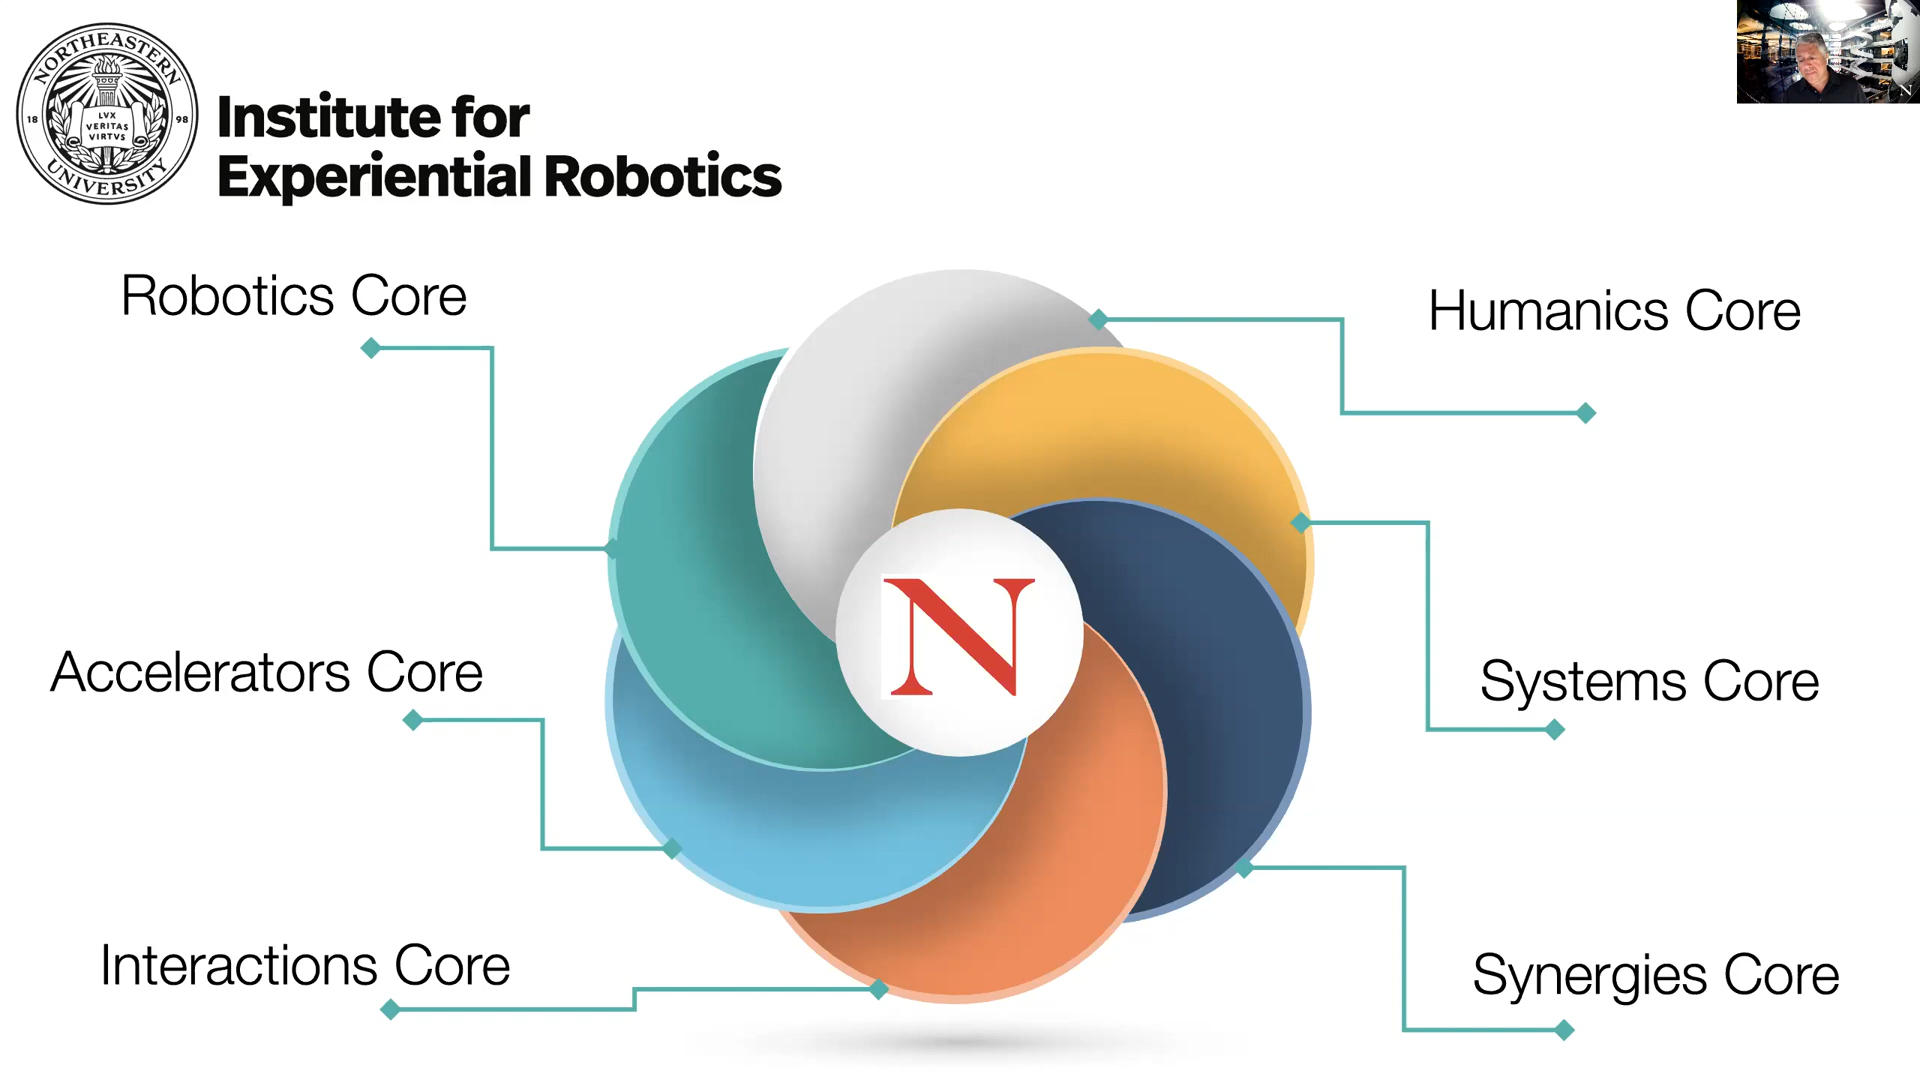 NORTHEASTERN
UNIVERSITY
18 98
LVX
VERITAS
VIRTVS
Institute for
Experiential Robotics
Robotics Core
Humanics Core
N
Accelerators Core
Systems Core
Interactions Core
Synergies Core
N